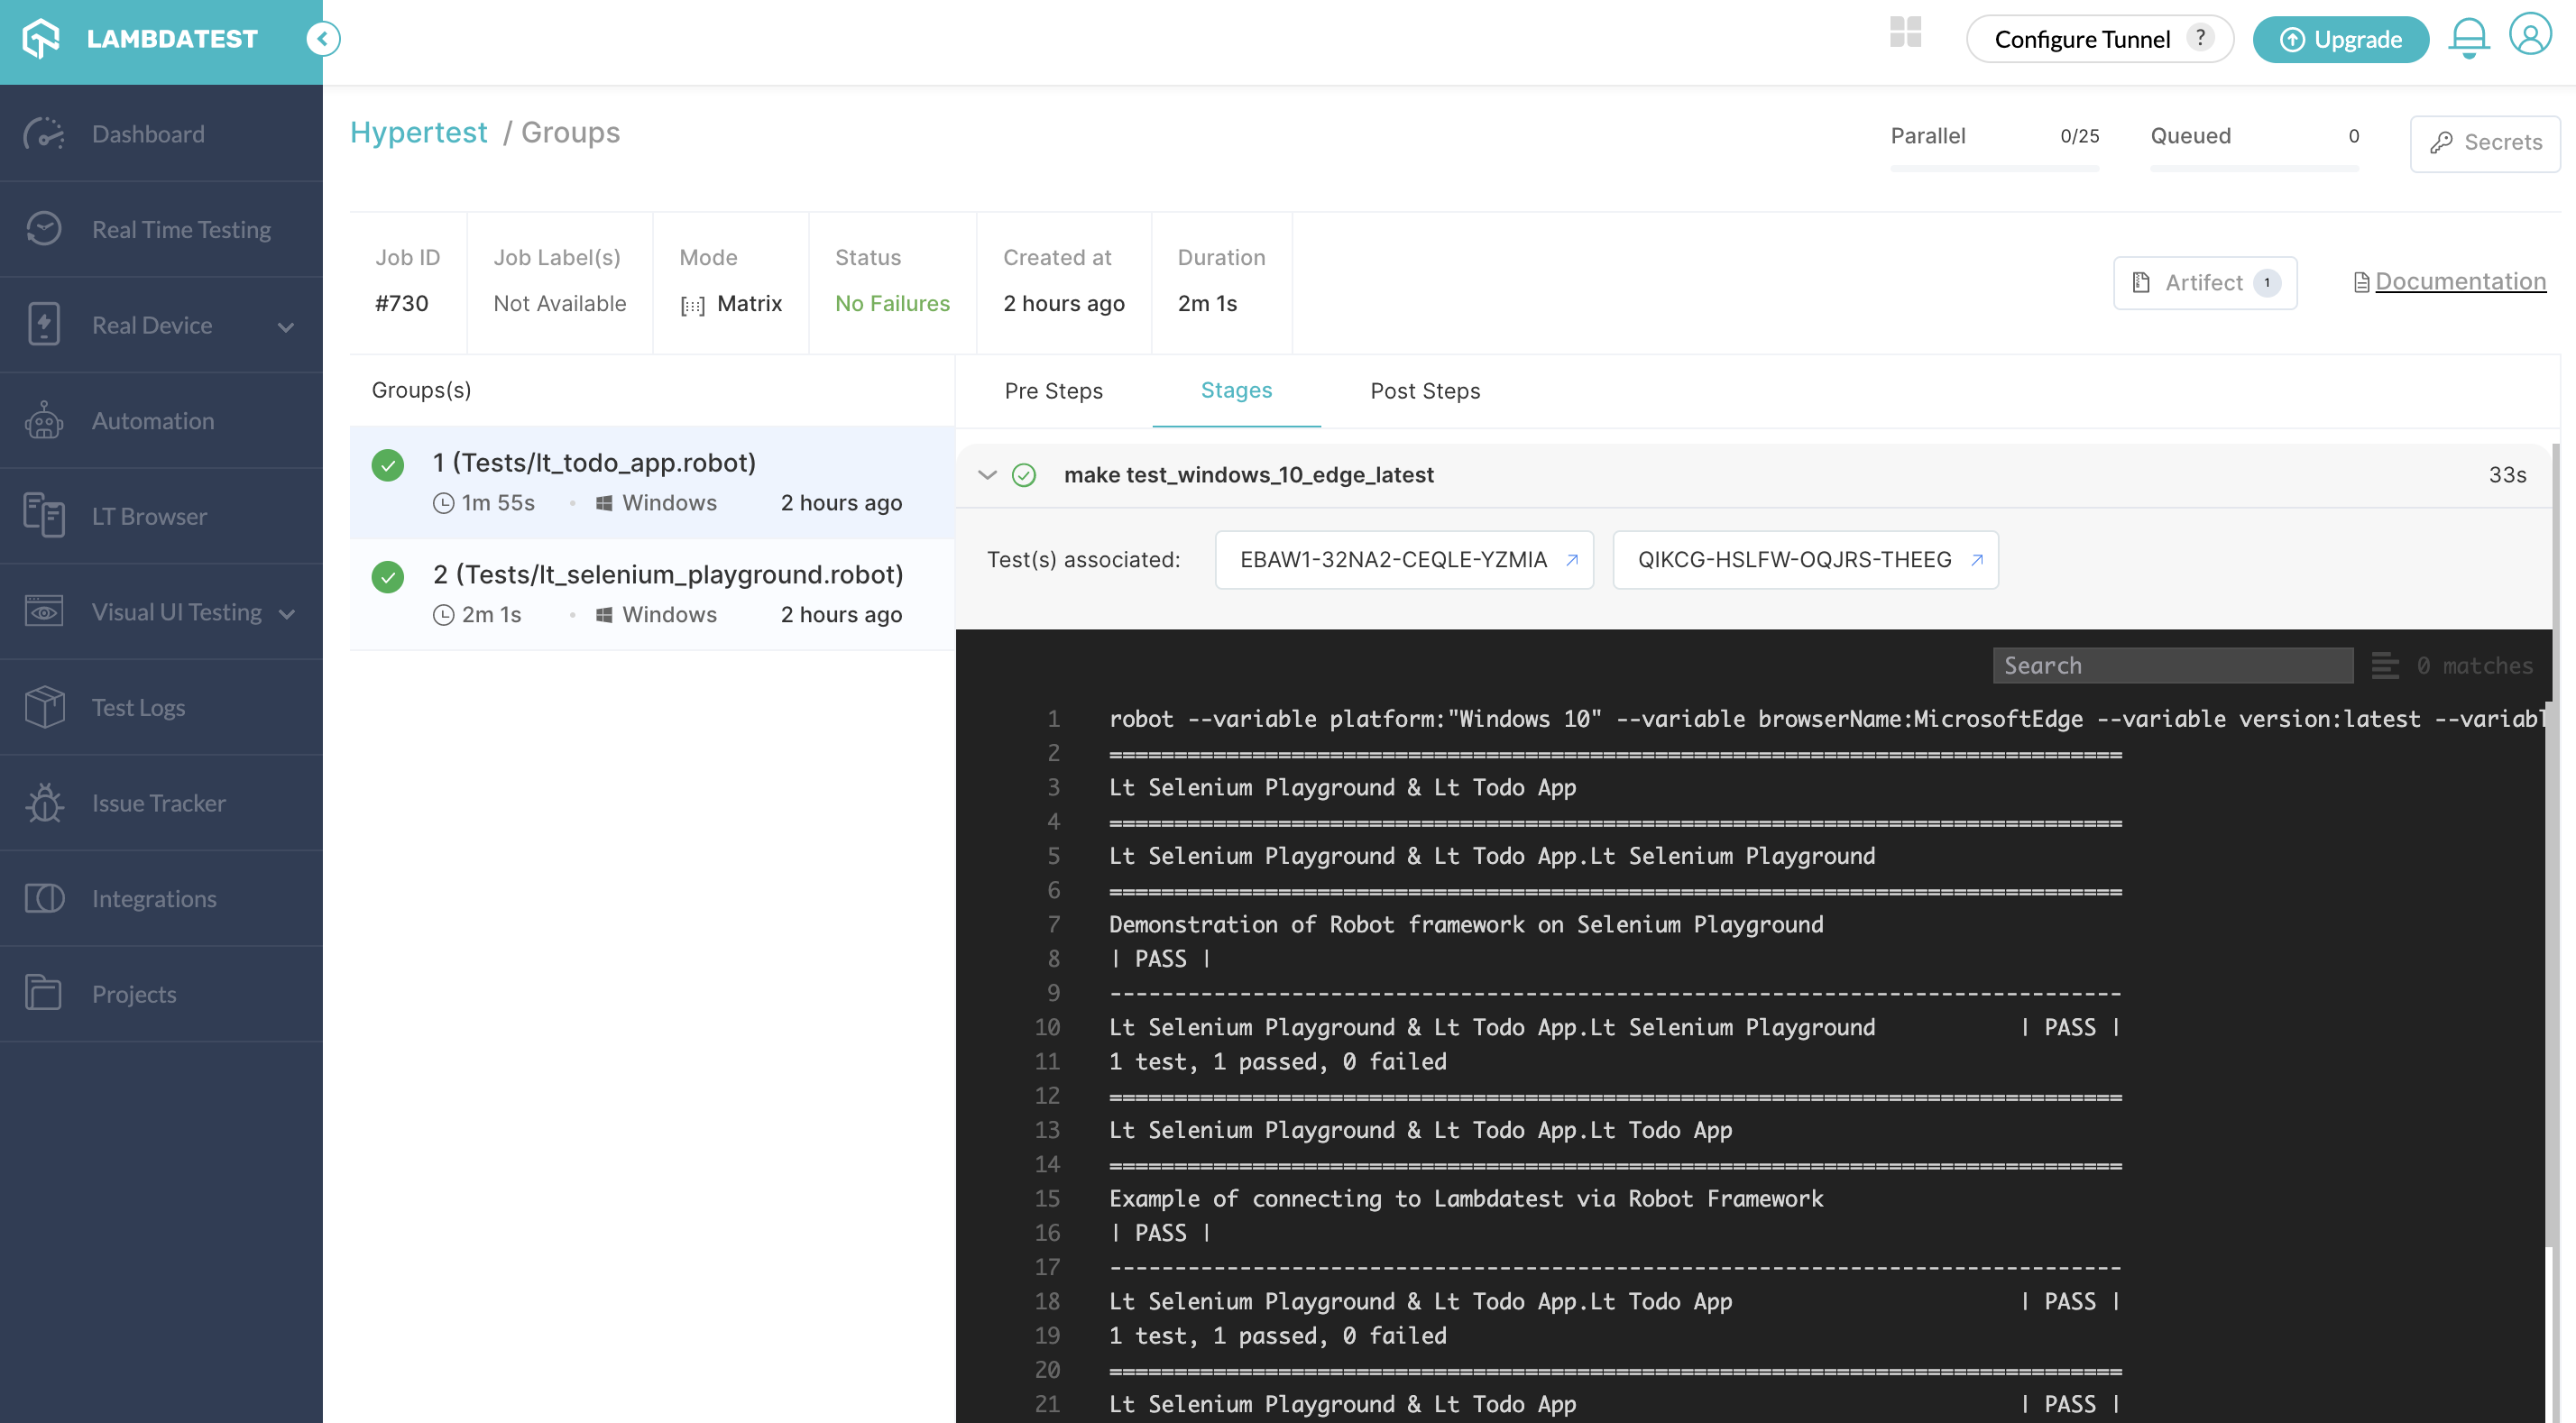 LAMBDATEST
Configure Tunnel ?
Upgrade
Dashboard
Real Time Testing
Real Device
Automation
LT Browser
Visual UI Testing
Test Logs
Issue Tracker
Integrations
Projects
Hypertest / Groups
Parallel 0/25
Queued 0
Secrets
Job ID
#730
Job Label(s)
Not Available
Mode
Matrix
Status
No Failures
Created at
2 hours ago
Duration
2m 1s
Artifect 1
Documentation
Groups(s)
1 (Tests/lt_todo_app.robot)
1m 55s • Windows 2 hours ago
2 (Tests/lt_selenium_playground.robot)
2m 1s • Windows 2 hours ago
Pre Steps Stages Post Steps
make test_windows_10_edge_latest 33s
Test(s) associated: EBAW1-32NA2-CEQLE-YZMIA QIKCG-HSLFW-OQJRS-THEEG
Search 0 matches
1 robot --variable platform:"Windows 10" --variable browserName:MicrosoftEdge --variable version:latest --variabl
2 ==============================================================================
3 Lt Selenium Playground & Lt Todo App
4 ==============================================================================
5 Lt Selenium Playground & Lt Todo App.Lt Selenium Playground
6 ==============================================================================
7 Demonstration of Robot framework on Selenium Playground
8 | PASS |
9 ------------------------------------------------------------------------------
10 Lt Selenium Playground & Lt Todo App.Lt Selenium Playground | PASS |
11 1 test, 1 passed, 0 failed
12 ==============================================================================
13 Lt Selenium Playground & Lt Todo App.Lt Todo App
14 ==============================================================================
15 Example of connecting to Lambdatest via Robot Framework
16 | PASS |
17 ------------------------------------------------------------------------------
18 Lt Selenium Playground & Lt Todo App.Lt Todo App | PASS |
19 1 test, 1 passed, 0 failed
20 ==============================================================================
21 Lt Selenium Playground & Lt Todo App | PASS |